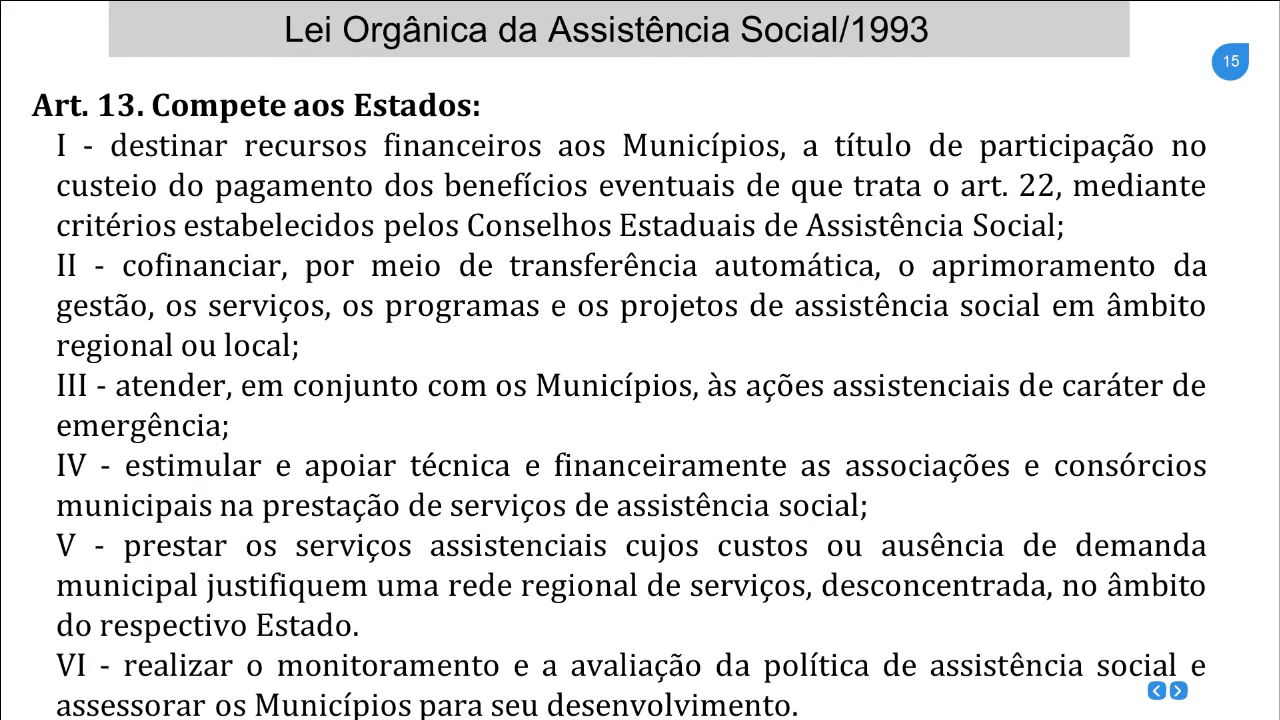 Lei Orgânica da Assistência Social/1993
15
Art. 13. Compete aos Estados:
I - destinar recursos financeiros aos Municípios, a título de participação no
custeio do pagamento dos benefícios eventuais de que trata o art. 22, mediante
critérios estabelecidos pelos Conselhos Estaduais de Assistência Social;
II - cofinanciar, por meio de transferência automática, o aprimoramento da
gestão, os serviços, os programas e os projetos de assistência social em âmbito
regional ou local;
III - atender, em conjunto com os Municípios, às ações assistenciais de caráter de
emergência;
IV - estimular e apoiar técnica e financeiramente as associações e consórcios
municipais na prestação de serviços de assistência social;
V - prestar os serviços assistenciais cujos custos ou ausência de demanda
municipal justifiquem uma rede regional de serviços, desconcentrada, no âmbito
do respectivo Estado.
VI - realizar o monitoramento e a avaliação da política de assistência social e
assessorar os Municípios para seu desenvolvimento.